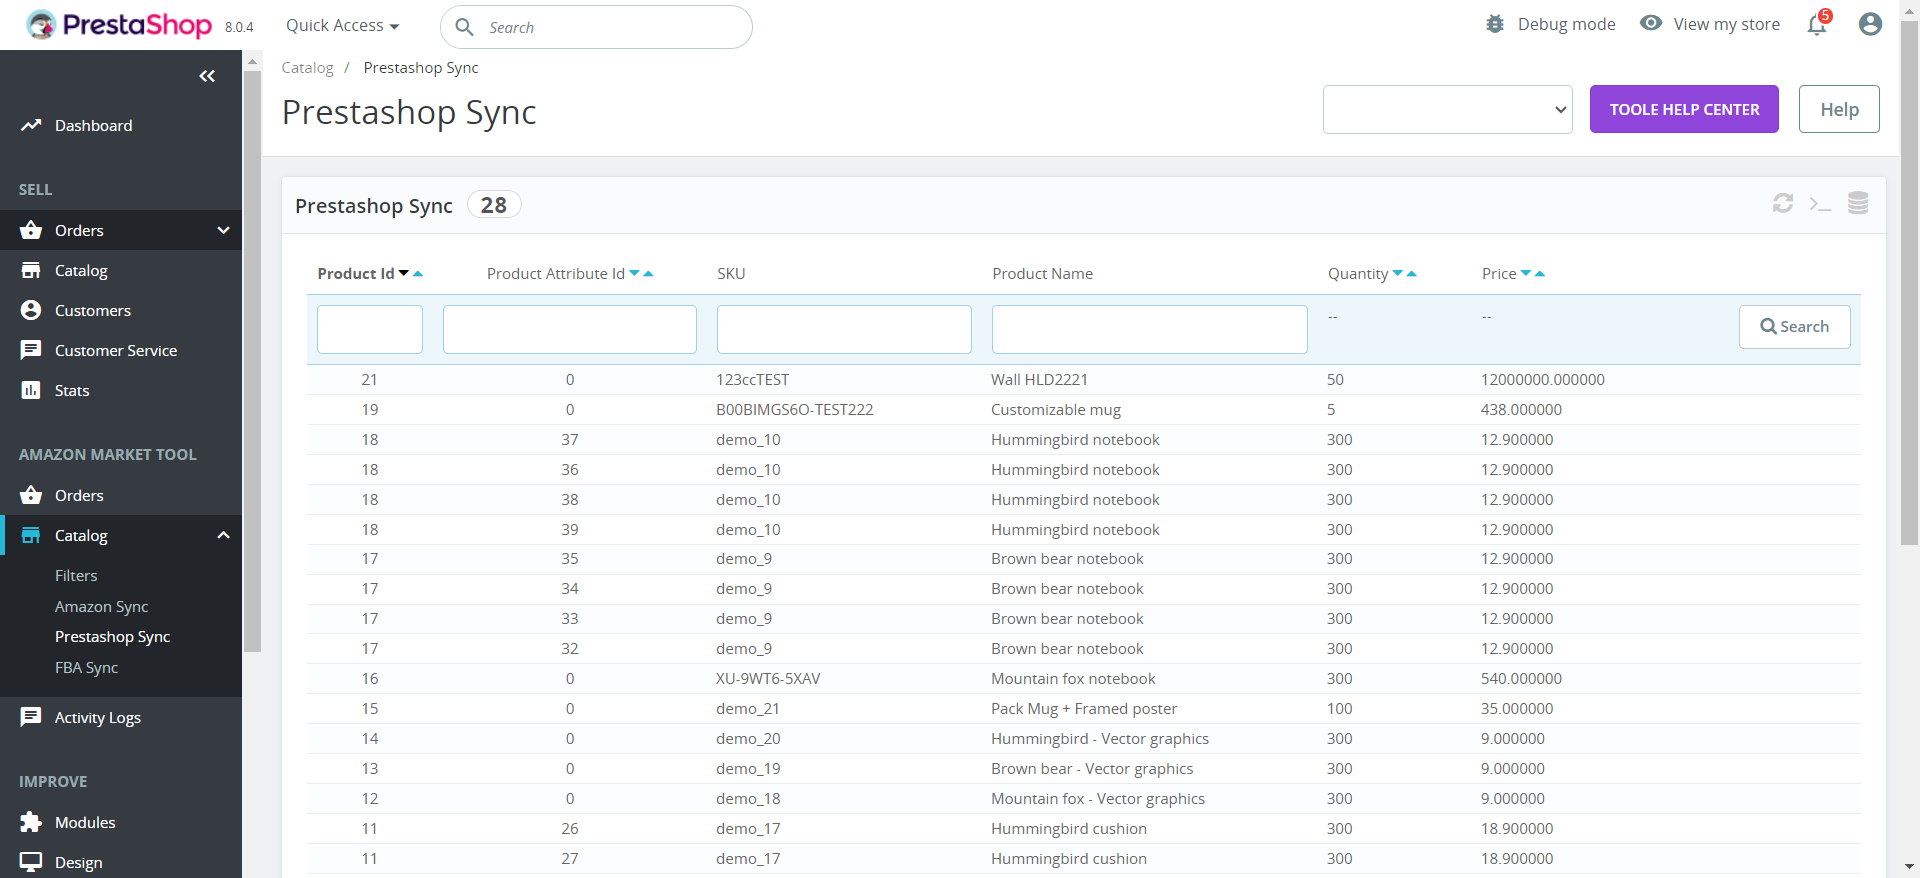 PrestaShop 8.0.4 Quick Access Search Debug mode View my store 5
Catalog / Prestashop Sync
Prestashop Sync TOOLE HELP CENTER Help
Dashboard
SELL
Orders
Catalog
Customers
Customer Service
Stats
AMAZON MARKET TOOL
Orders
Catalog
Filters
Amazon Sync
Prestashop Sync
FBA Sync
Activity Logs
IMPROVE
Modules
Design
Prestashop Sync 28
Product Id Product Attribute Id SKU Product Name Quantity Price
-- -- Search
21 0 123ccTEST Wall HLD2221 50 12000000.000000
19 0 B00BIMGS6O-TEST222 Customizable mug 5 438.000000
18 37 demo_10 Hummingbird notebook 300 12.900000
18 36 demo_10 Hummingbird notebook 300 12.900000
18 38 demo_10 Hummingbird notebook 300 12.900000
18 39 demo_10 Hummingbird notebook 300 12.900000
17 35 demo_9 Brown bear notebook 300 12.900000
17 34 demo_9 Brown bear notebook 300 12.900000
17 33 demo_9 Brown bear notebook 300 12.900000
17 32 demo_9 Brown bear notebook 300 12.900000
16 0 XU-9WT6-5XAV Mountain fox notebook 300 540.000000
15 0 demo_21 Pack Mug + Framed poster 100 35.000000
14 0 demo_20 Hummingbird - Vector graphics 300 9.000000
13 0 demo_19 Brown bear - Vector graphics 300 9.000000
12 0 demo_18 Mountain fox - Vector graphics 300 9.000000
11 26 demo_17 Hummingbird cushion 300 18.900000
11 27 demo_17 Hummingbird cushion 300 18.900000